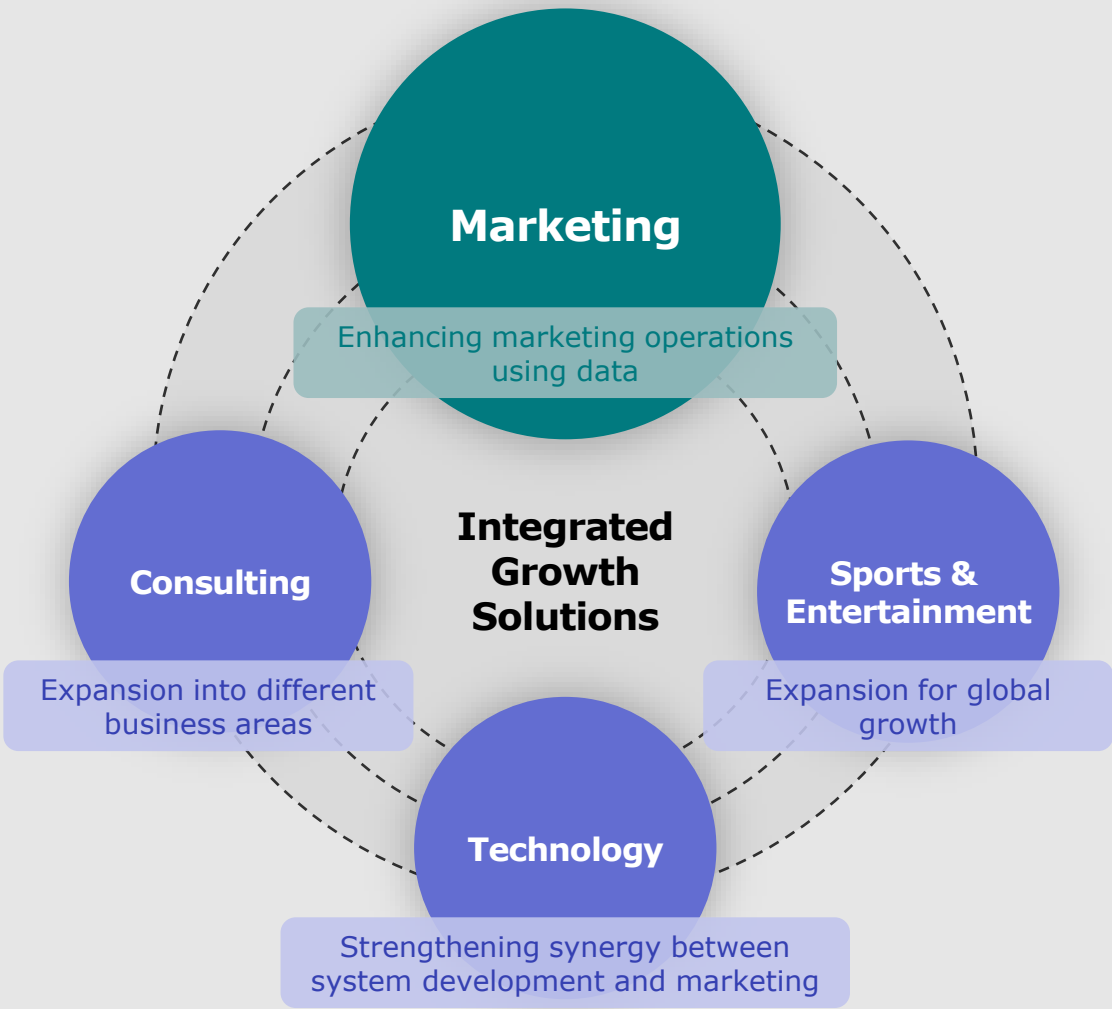 Marketing
Enhancing marketing operations
using data
Integrated
Growth
Solutions
Consulting
Expansion into different
business areas
Sports &
Entertainment
Expansion for global
growth
Technology
Strengthening synergy between
system development and marketing